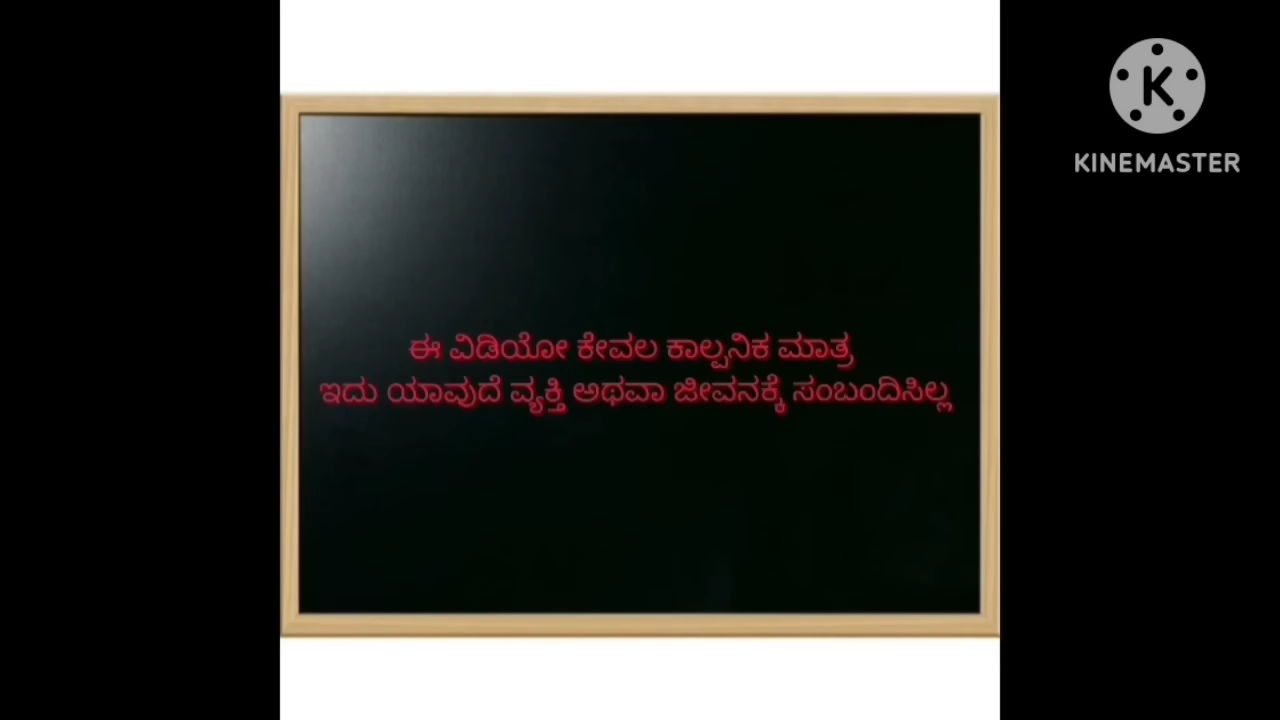 ಈ ವಿಡಿಯೋ ಕೇವಲ ಕಾಲ್ಪನಿಕ ಮಾತ್ರ
ಇದು ಯಾವುದೆ ವ್ಯಕ್ತಿ ಅಥವಾ ಜೀವನಕ್ಕೆ ಸಂಬಂದಿಸಿಲ್ಲ
K
KINEMASTER